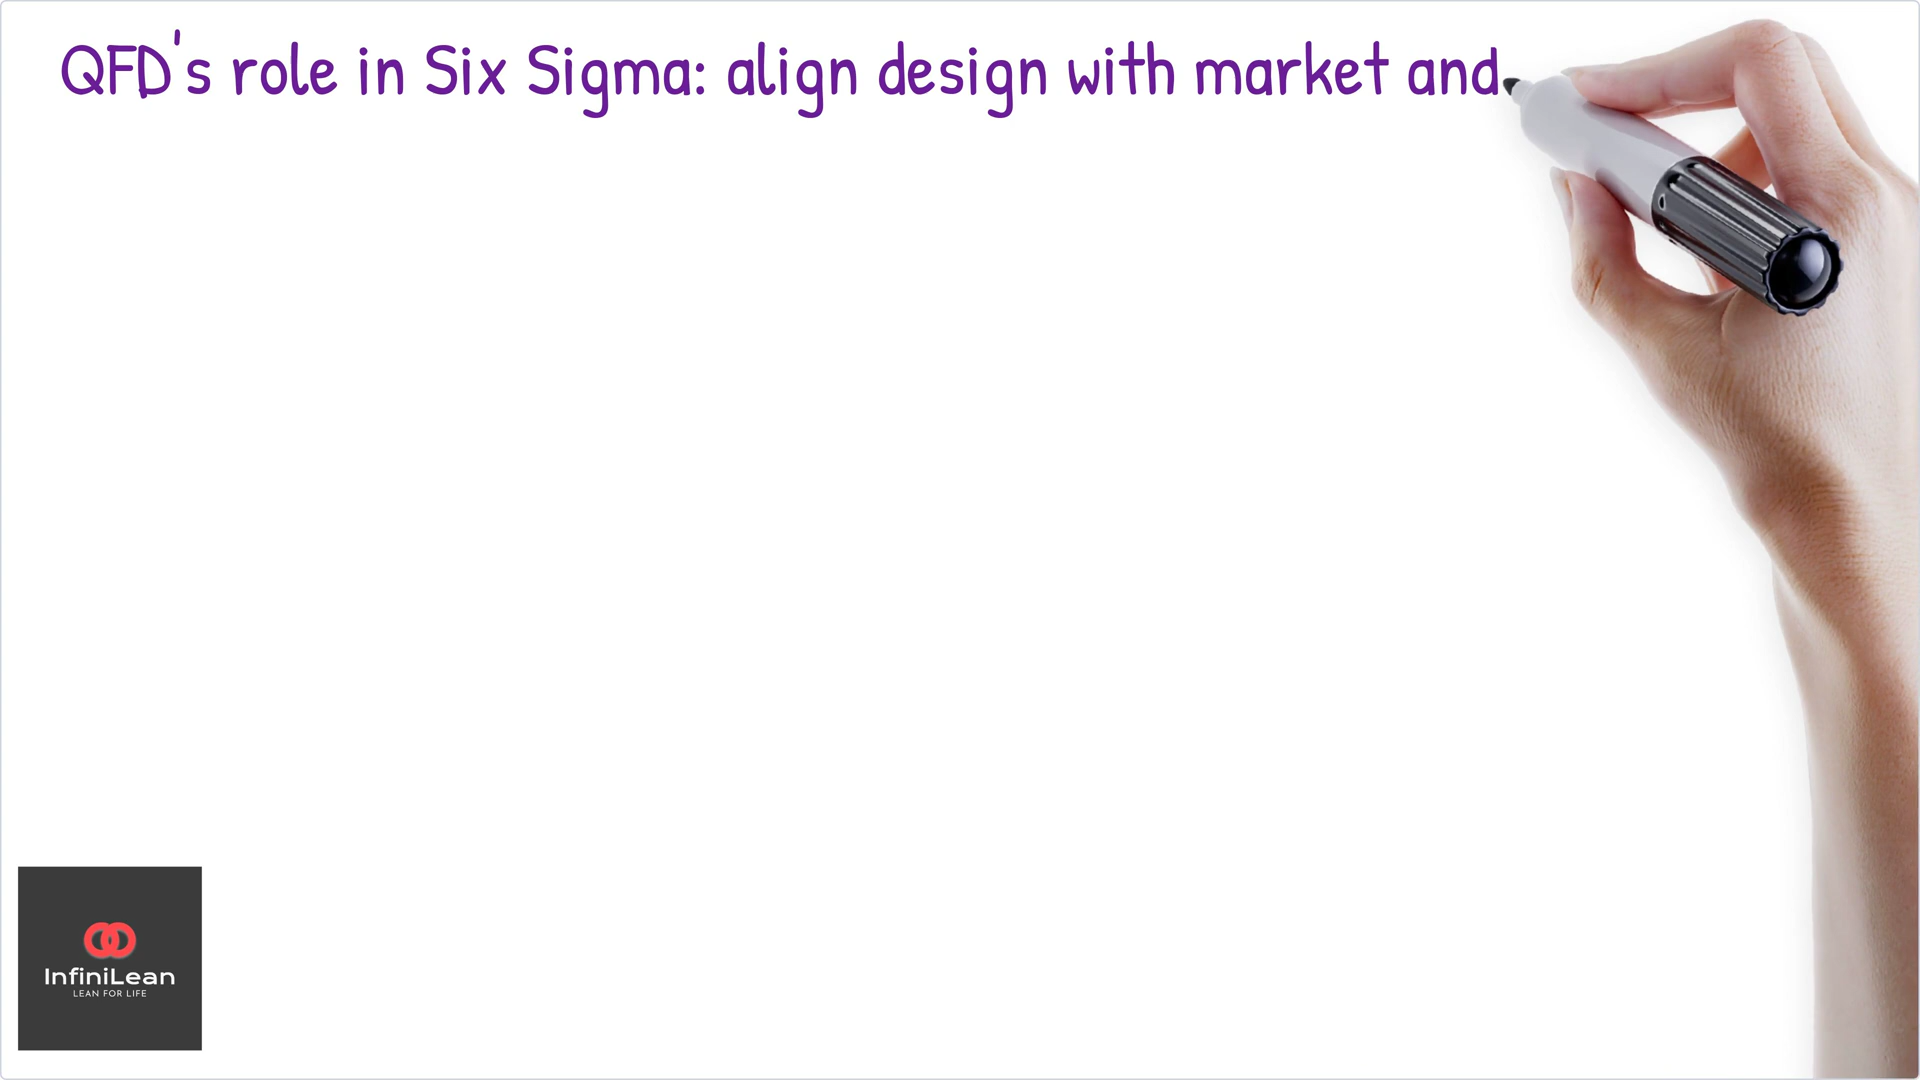 QFD's role in Six Sigma: align design with market and
InfiniLean
LEAN FOR LIFE